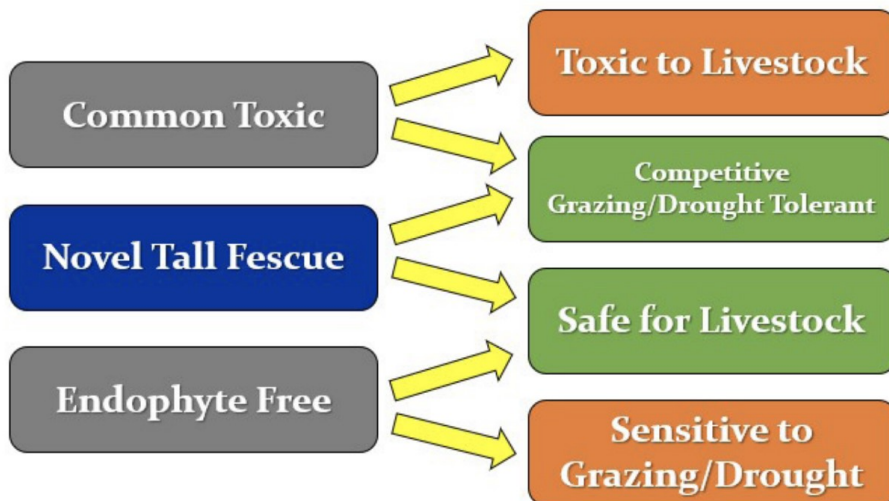 Common Toxic
Novel Tall Fescue
Endophyte Free
Toxic to Livestock
Competitive
Grazing/Drought Tolerant
Safe for Livestock
Sensitive to
Grazing/Drought